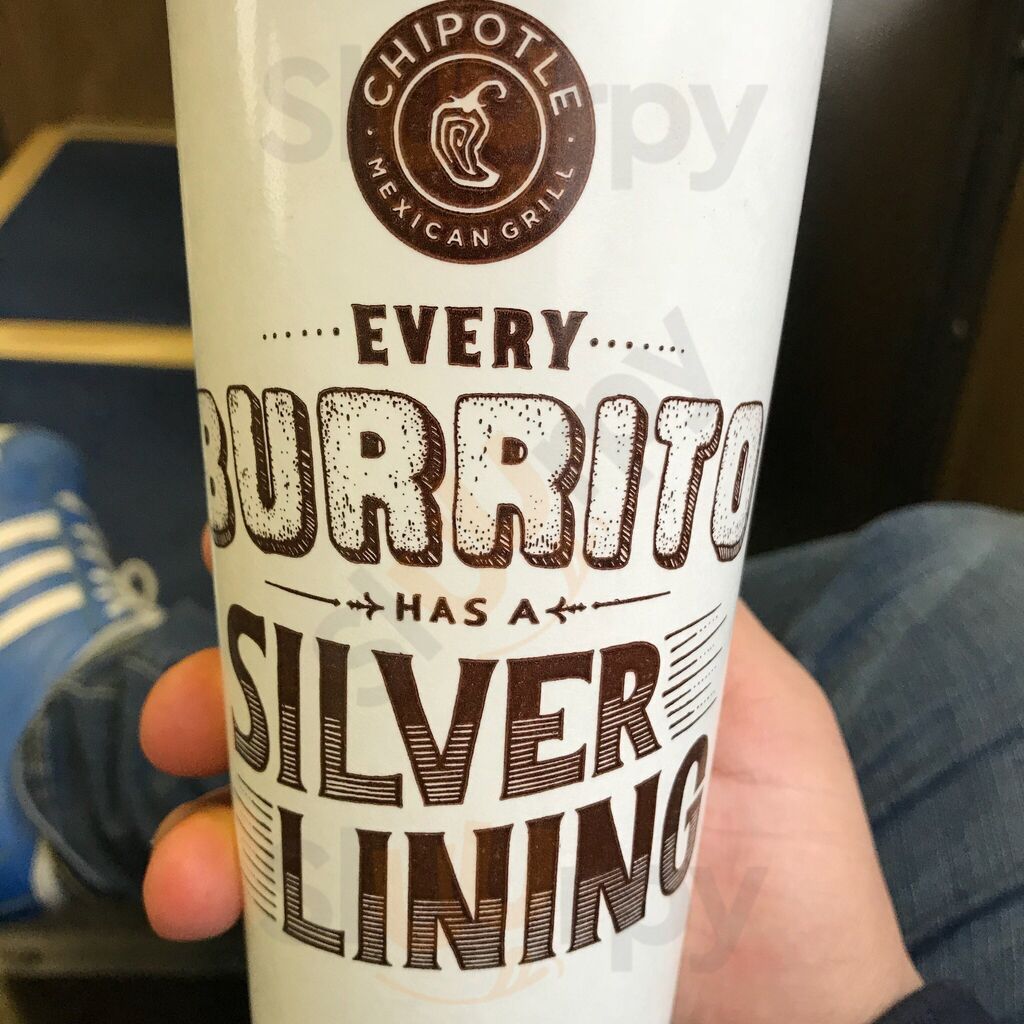 CHIPOTLE
MEXICAN GRILL
EVERY
BURRITO
HAS A
SILVER
LINING